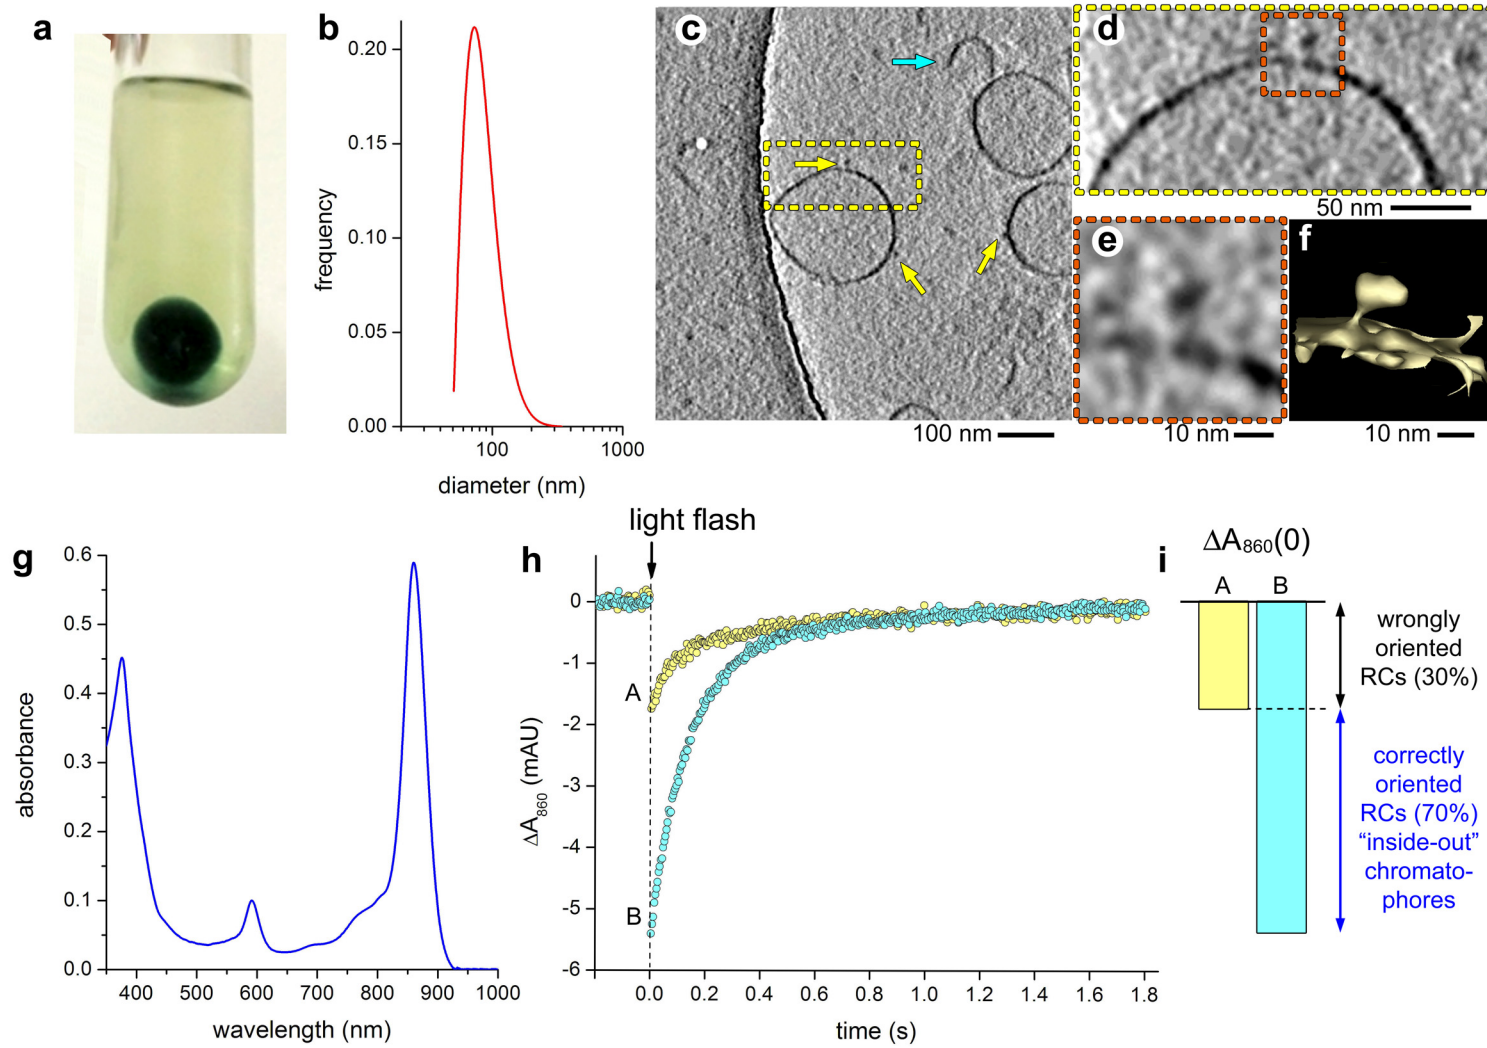 a
b
0.20
0.15
0.10
0.05
0.00
frequency
100
1000
diameter (nm)
c
100 nm
d
50 nm
e
10 nm
f
10 nm
g
0.6
0.5
0.4
0.3
0.2
0.1
0.0
absorbance
400 500 600 700 800 900 1000
wavelength (nm)
light flash
h
0
-1
-2
-3
-4
-5
-6
ΔA860 (mAU)
A
B
0.0 0.2 0.4 0.6 0.8 1.0 1.2 1.4 1.6 1.8
time (s)
i
ΔA860(0)
A B
wrongly
oriented
RCs (30%)
correctly
oriented
RCs (70%)
“inside-out”
chromato-
phores